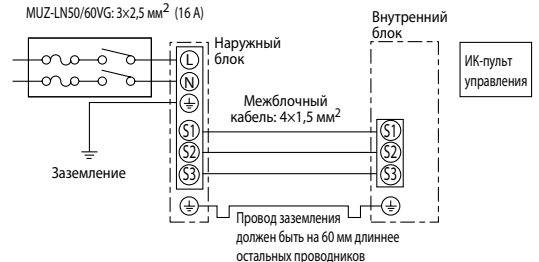 MUZ-LN50/60VG: 3×2,5 мм² (16 A)
Внутренний
блок
Наружный
блок
ИК-пульт
управления
L
N
Межблочный
кабель: 4×1,5 мм²
S1
S2
S3
S1
S2
S3
Заземление
Провод заземления
должен быть на 60 мм длиннее
остальных проводников